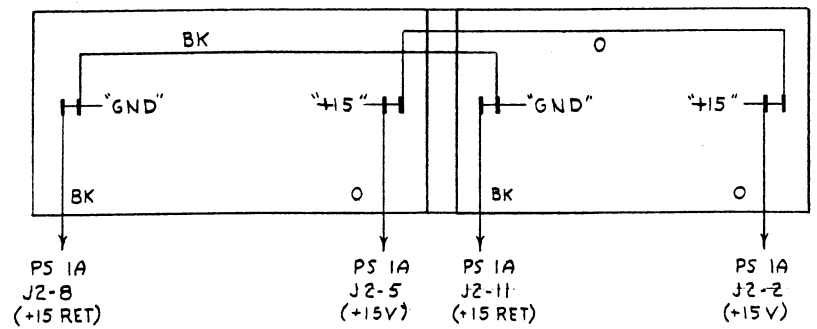 BK
O
"GND"
"+15"
"GND"
"+15"
BK
O
BK
O
PS 1A
J2-8
(+15 RET)
PS 1A
J2-5
(+15V)
PS 1A
J2-11
(+15 RET)
PS 1A
J2-2
(+15V)